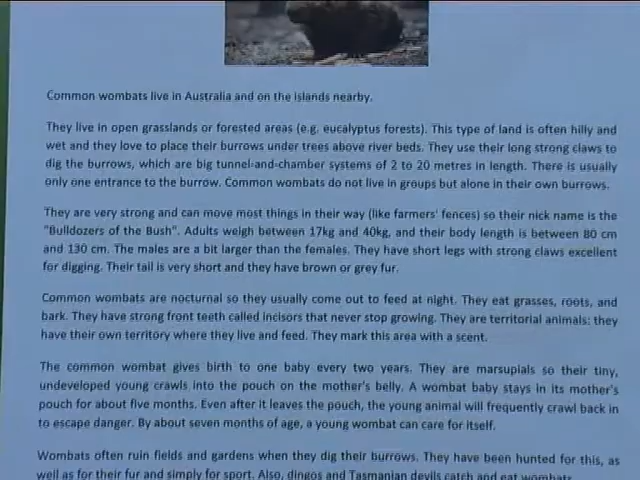 Common wombats live in Australia and on the islands nearby.
They live in open grasslands or forested areas (e.g. eucalyptus forests). This type of land is often hilly and
wet and they love to place their burrows under trees above river beds. They use their long strong claws to
dig the burrows, which are big tunnel-and-chamber systems of 2 to 20 metres in length. There is usually
only one entrance to the burrow. Common wombats do not live in groups but alone in their own burrows.
They are very strong and can move most things in their way (like farmers' fences) so their nick name is the
"Bulldozers of the Bush". Adults weigh between 17kg and 40kg, and their body length is between 80 cm
and 130 cm. The males are a bit larger than the females. They have short legs with strong claws excellent
for digging. Their tail is very short and they have brown or grey fur.
Common wombats are nocturnal so they usually come out to feed at night. They eat grasses, roots, and
bark. They have strong front teeth called incisors that never stop growing. They are territorial animals: they
have their own territory where they live and feed. They mark this area with a scent.
The common wombat gives birth to one baby every two years. They are marsupials so their tiny,
undeveloped young crawls into the pouch on the mother's belly. A wombat baby stays in its mother's
pouch for about five months. Even after it leaves the pouch, the young animal will frequently crawl back in
to escape danger. By about seven months of age, a young wombat can care for itself.
Wombats often ruin fields and gardens when they dig their burrows. They have been hunted for this, as
well as for their fur and simply for sport. Also, dingos and Tasmanian devils catch and eat wombats.